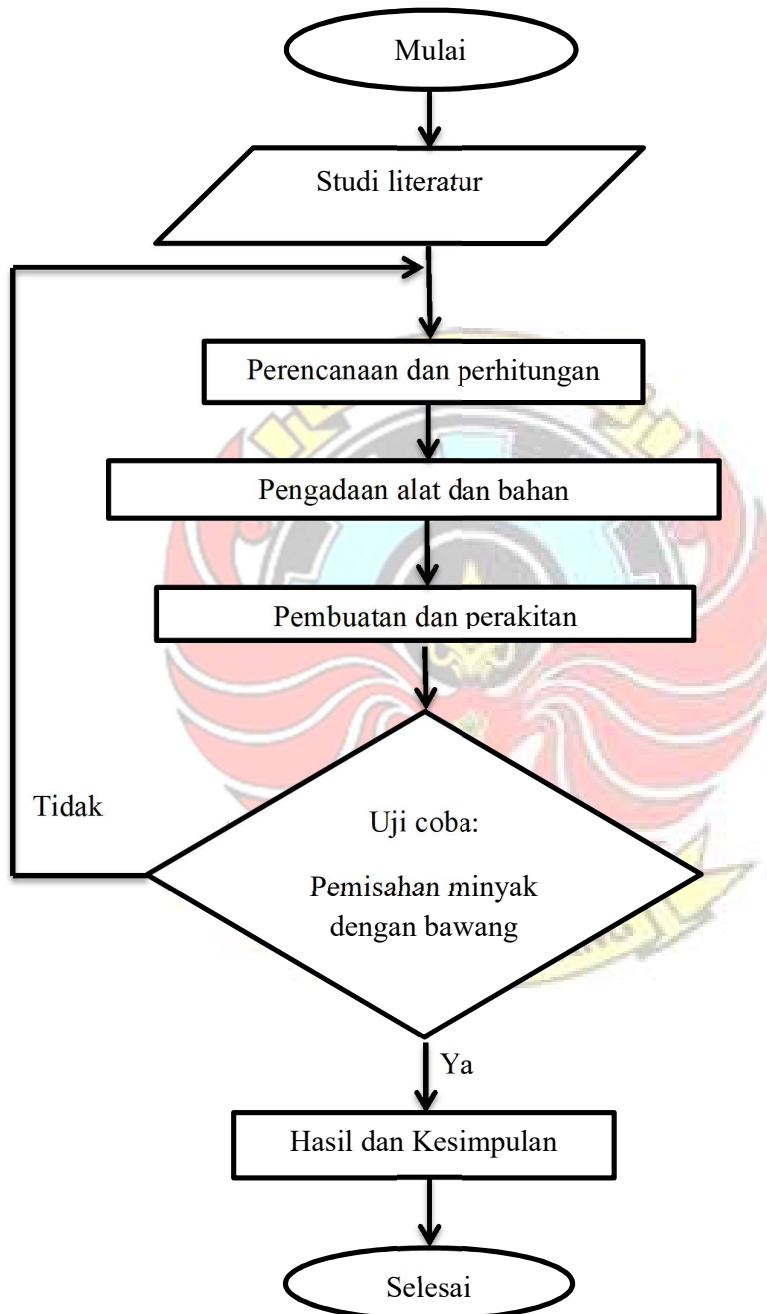 Mulai
Studi literatur
Perencanaan dan perhitungan
Pengadaan alat dan bahan
Pembuatan dan perakitan
Tidak
Uji coba:
Pemisahan minyak
dengan bawang
Ya
Hasil dan Kesimpulan
Selesai